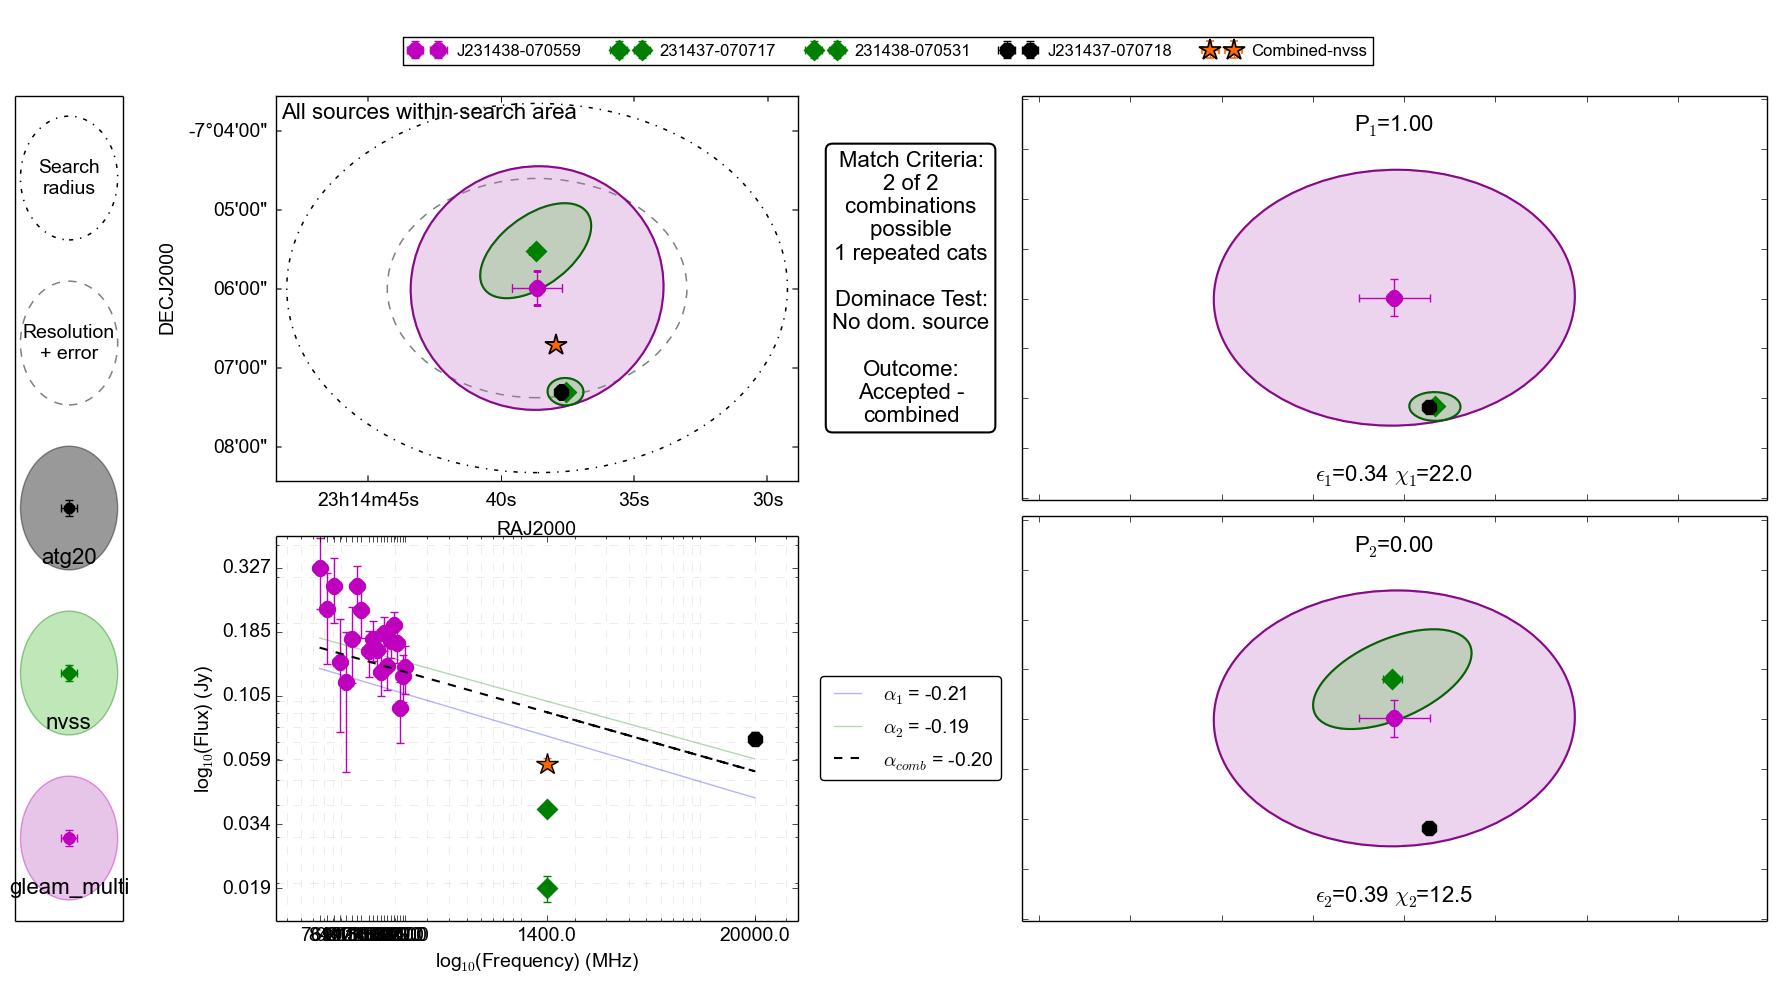 J231438-070559 231437-070717 231438-070531 J231437-070718 Combined-nvss
Search
radius
Resolution
+ error
atg20
nvss
gleam_multi
All sources within search area
-7°04'00"
05'00"
06'00"
07'00"
08'00"
DECJ2000
23h14m45s 40s 35s 30s
RAJ2000
Match Criteria:
2 of 2
combinations
possible
1 repeated cats
Dominace Test:
No dom. source
Outcome:
Accepted -
combined
P1=1.00
ϵ1=0.34 χ1=22.0
P2=0.00
ϵ2=0.39 χ2=12.5
0.327
0.185
0.105
0.059
0.034
0.019
log10(Flux) (Jy)
1400.0 20000.0
log10(Frequency) (MHz)
α1 = -0.21
α2 = -0.19
αcomb = -0.20